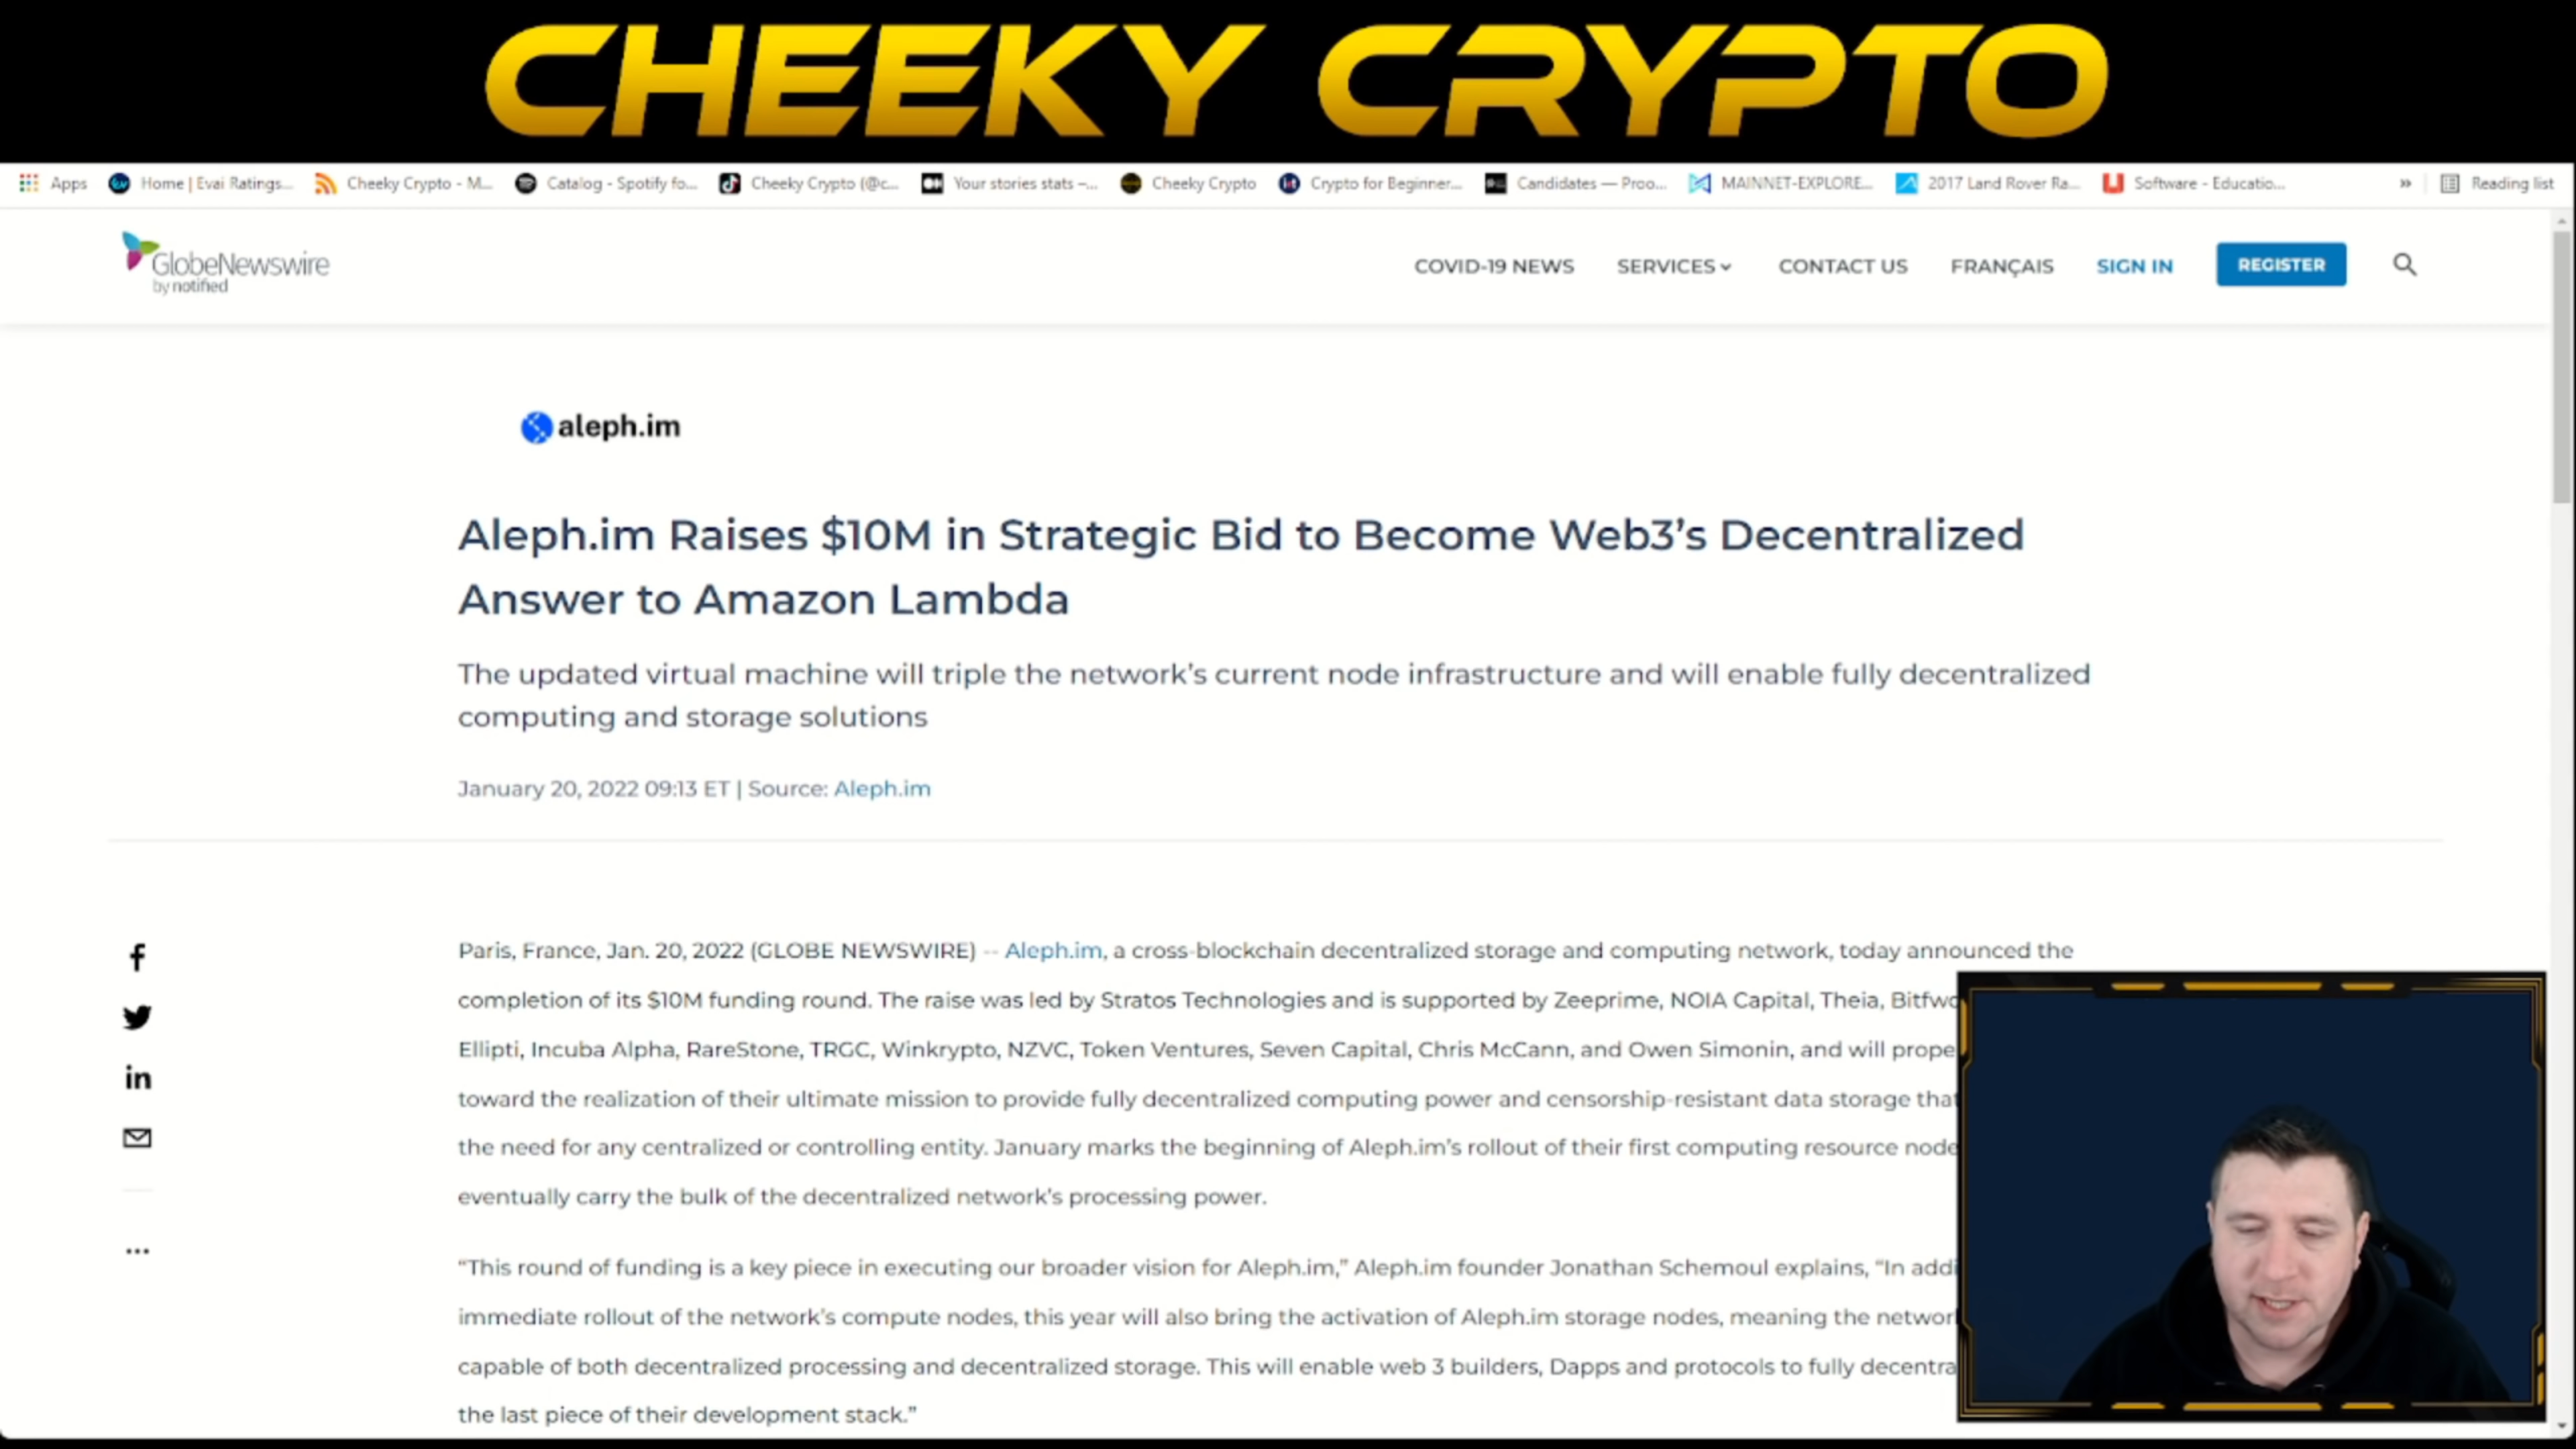 CHEEKY CRYPTO
Apps Home | Evai Ratings... Cheeky Crypto - M... Catalog - Spotify fo... Cheeky Crypto (@c... Your stories stats –... Cheeky Crypto Crypto for Beginner... Candidates — Proo... MAINNET-EXPLORE... 2017 Land Rover Ra... Software - Educatio... » Reading list
GlobeNewswire
by notified
COVID-19 NEWS SERVICES CONTACT US FRANÇAIS SIGN IN REGISTER
aleph.im
Aleph.im Raises $10M in Strategic Bid to Become Web3’s Decentralized
Answer to Amazon Lambda
The updated virtual machine will triple the network’s current node infrastructure and will enable fully decentralized
computing and storage solutions
January 20, 2022 09:13 ET | Source: Aleph.im
Paris, France, Jan. 20, 2022 (GLOBE NEWSWIRE) -- Aleph.im, a cross-blockchain decentralized storage and computing network, today announced the
completion of its $10M funding round. The raise was led by Stratos Technologies and is supported by Zeeprime, NOIA Capital, Theia,
Ellipti, Incuba Alpha, RareStone, TRGC, Winkrypto, NZVC, Token Ventures, Seven Capital, Chris McCann, and Owen Simonin, and will
toward the realization of their ultimate mission to provide fully decentralized computing power and censorship-resistant data storage
the need for any centralized or controlling entity. January marks the beginning of Aleph.im’s rollout of their first computing resource
eventually carry the bulk of the decentralized network’s processing power.
“This round of funding is a key piece in executing our broader vision for Aleph.im,” Aleph.im founder Jonathan Schemoul explains, “In
immediate rollout of the network’s compute nodes, this year will also bring the activation of Aleph.im storage nodes, meaning the
capable of both decentralized processing and decentralized storage. This will enable web 3 builders, Dapps and protocols to fully
the last piece of their development stack.”